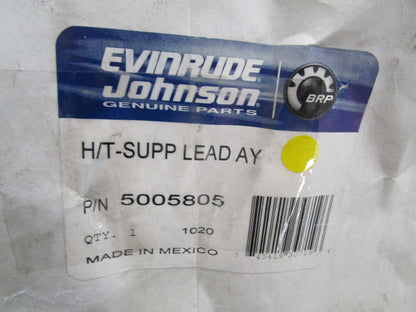 EVINRUDE
Johnson
GENUINE PARTS
BRP
H/T-SUPP LEAD AY
P/N 5005805
QTY. 1 1020
MADE IN MEXICO